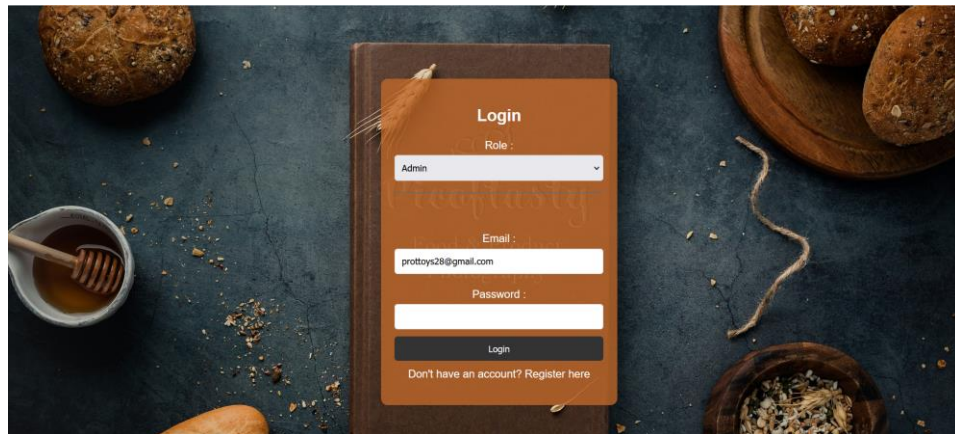 Login
Role :
Admin
Email :
prottoys28@gmail.com
Password :
Login
Don't have an account? Register here